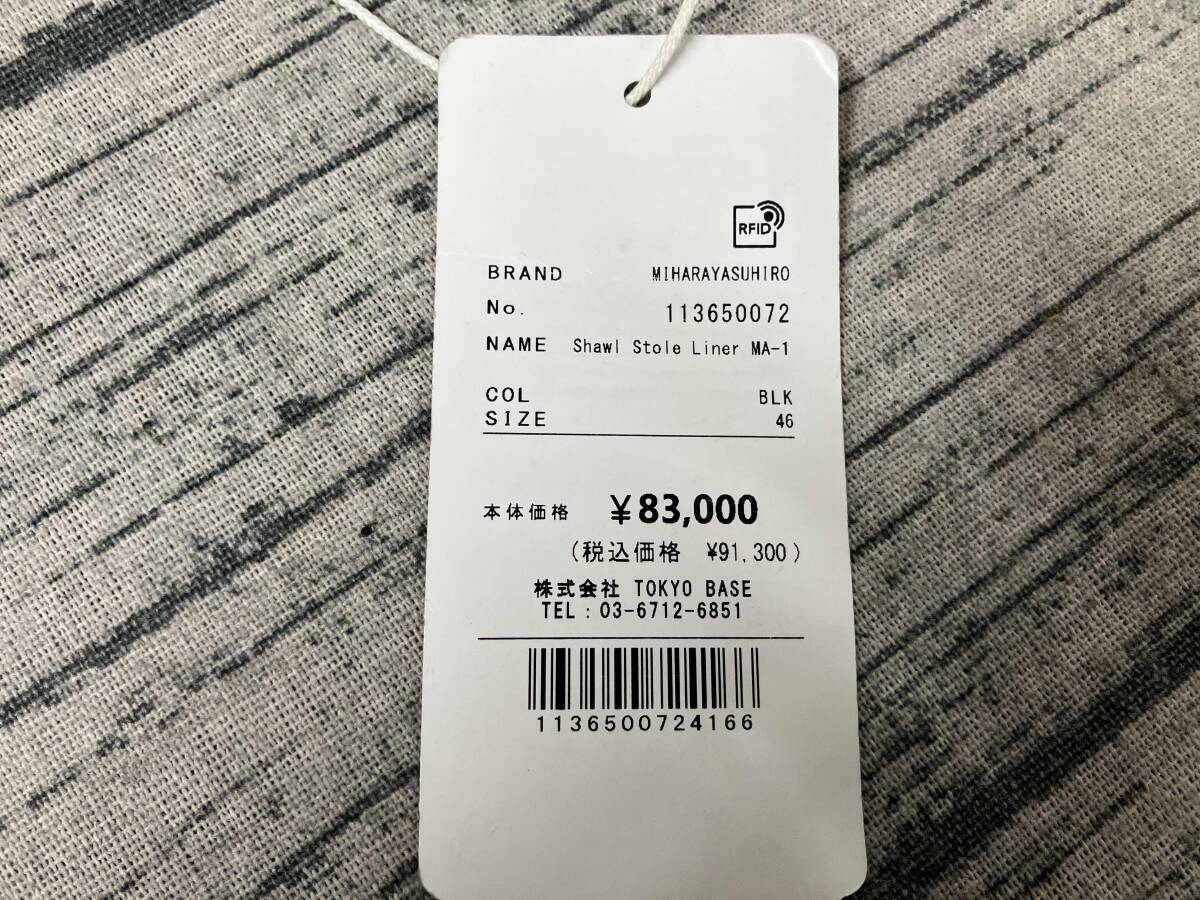 RFID
BRAND MIHARAYASUHIRO
No. 113650072
NAME Shawl Stole Liner MA-1
COL BLK
SIZE 46
本体価格 ¥83,000
(税込価格 ¥91,300)
株式会社 TOKYO BASE
TEL:03-6712-6851
1136500724166